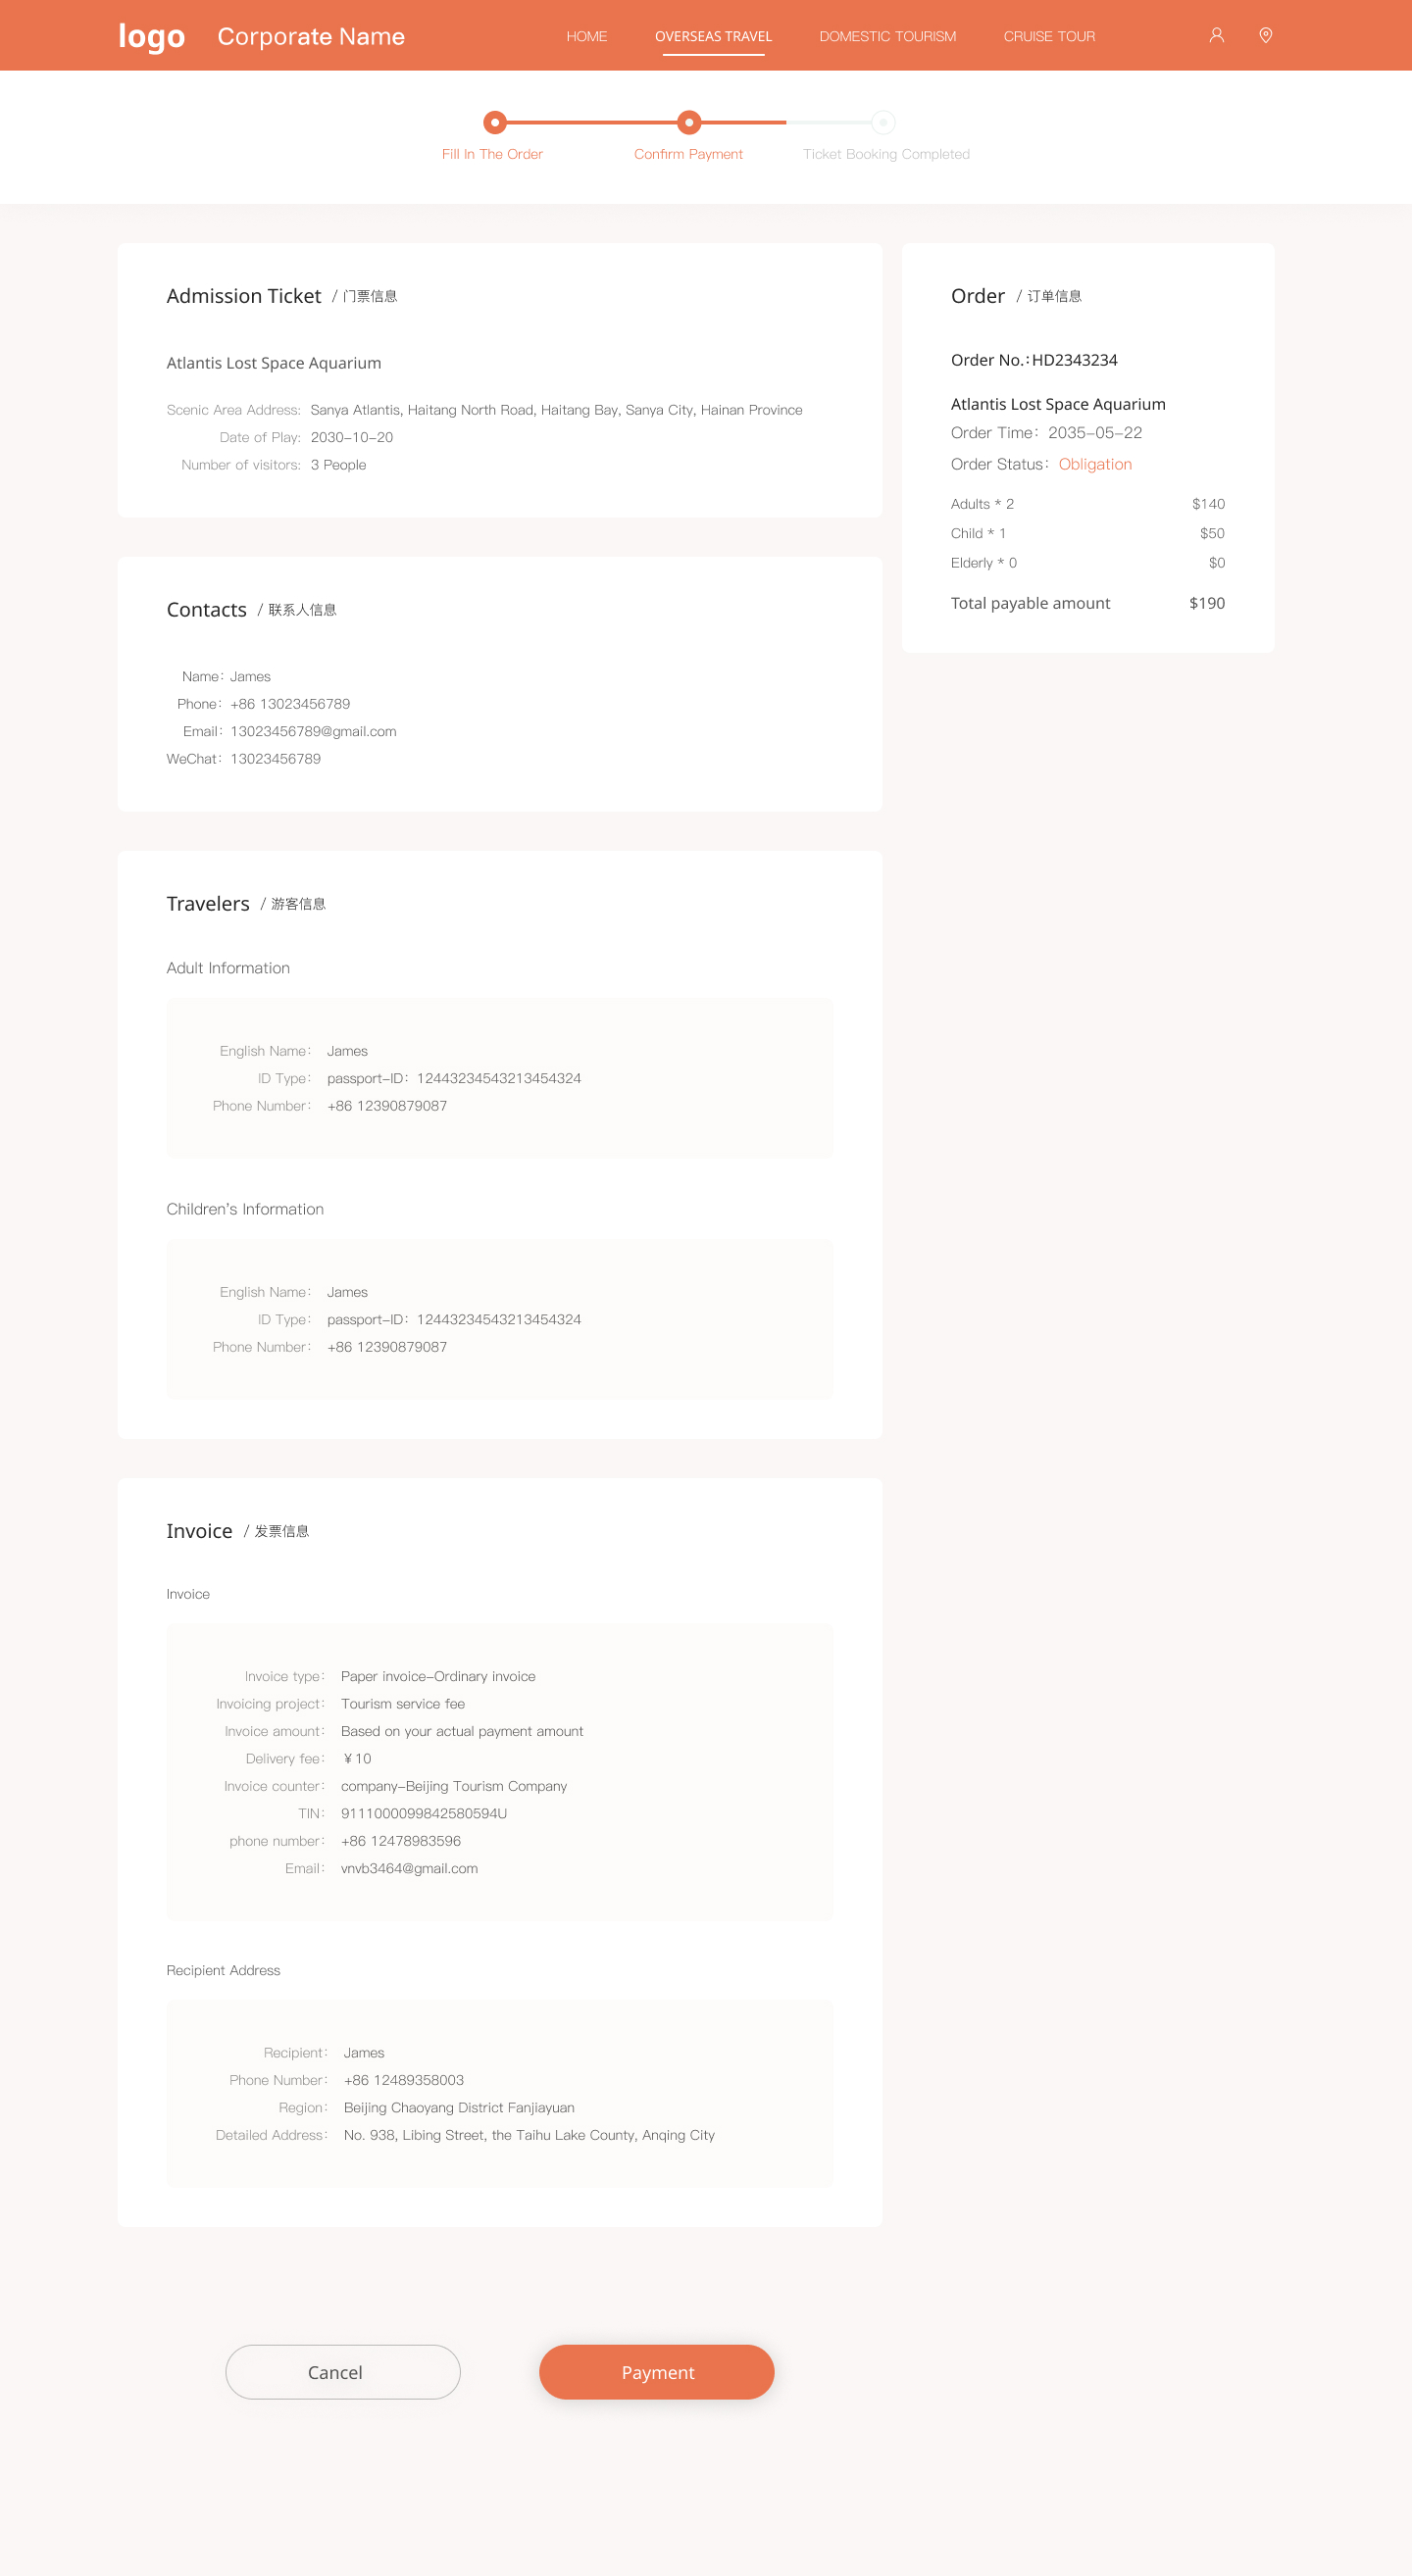 logo
Corporate Name
HOME
OVERSEAS TRAVEL
DOMESTIC TOURISM
CRUISE TOUR
Fill In The Order
Confirm Payment
Ticket Booking Completed
Admission Ticket / 门票信息
Atlantis Lost Space Aquarium
Scenic Area Address: Sanya Atlantis, Haitang North Road, Haitang Bay, Sanya City, Hainan Province
Date of Play: 2030-10-20
Number of visitors: 3 People
Order / 订单信息
Order No.:HD2343234
Atlantis Lost Space Aquarium
Order Time: 2035-05-22
Order Status: Obligation
Adults * 2 $140
Child * 1 $50
Elderly * 0 $0
Total payable amount $190
Contacts / 联系人信息
Name: James
Phone: +86 13023456789
Email: 13023456789@gmail.com
WeChat: 13023456789
Travelers / 游客信息
Adult Information
English Name: James
ID Type: passport-ID: 12443234543213454324
Phone Number: +86 12390879087
Children's Information
English Name: James
ID Type: passport-ID: 12443234543213454324
Phone Number: +86 12390879087
Invoice / 发票信息
Invoice
Invoice type: Paper invoice-Ordinary invoice
Invoicing project: Tourism service fee
Invoice amount: Based on your actual payment amount
Delivery fee: ¥10
Invoice counter: company-Beijing Tourism Company
TIN: 9111000099842580594U
phone number: +86 12478983596
Email: vnvb3464@gmail.com
Recipient Address
Recipient: James
Phone Number: +86 12489358003
Region: Beijing Chaoyang District Fanjiayuan
Detailed Address: No. 938, Libing Street, the Taihu Lake County, Anqing City
Cancel
Payment